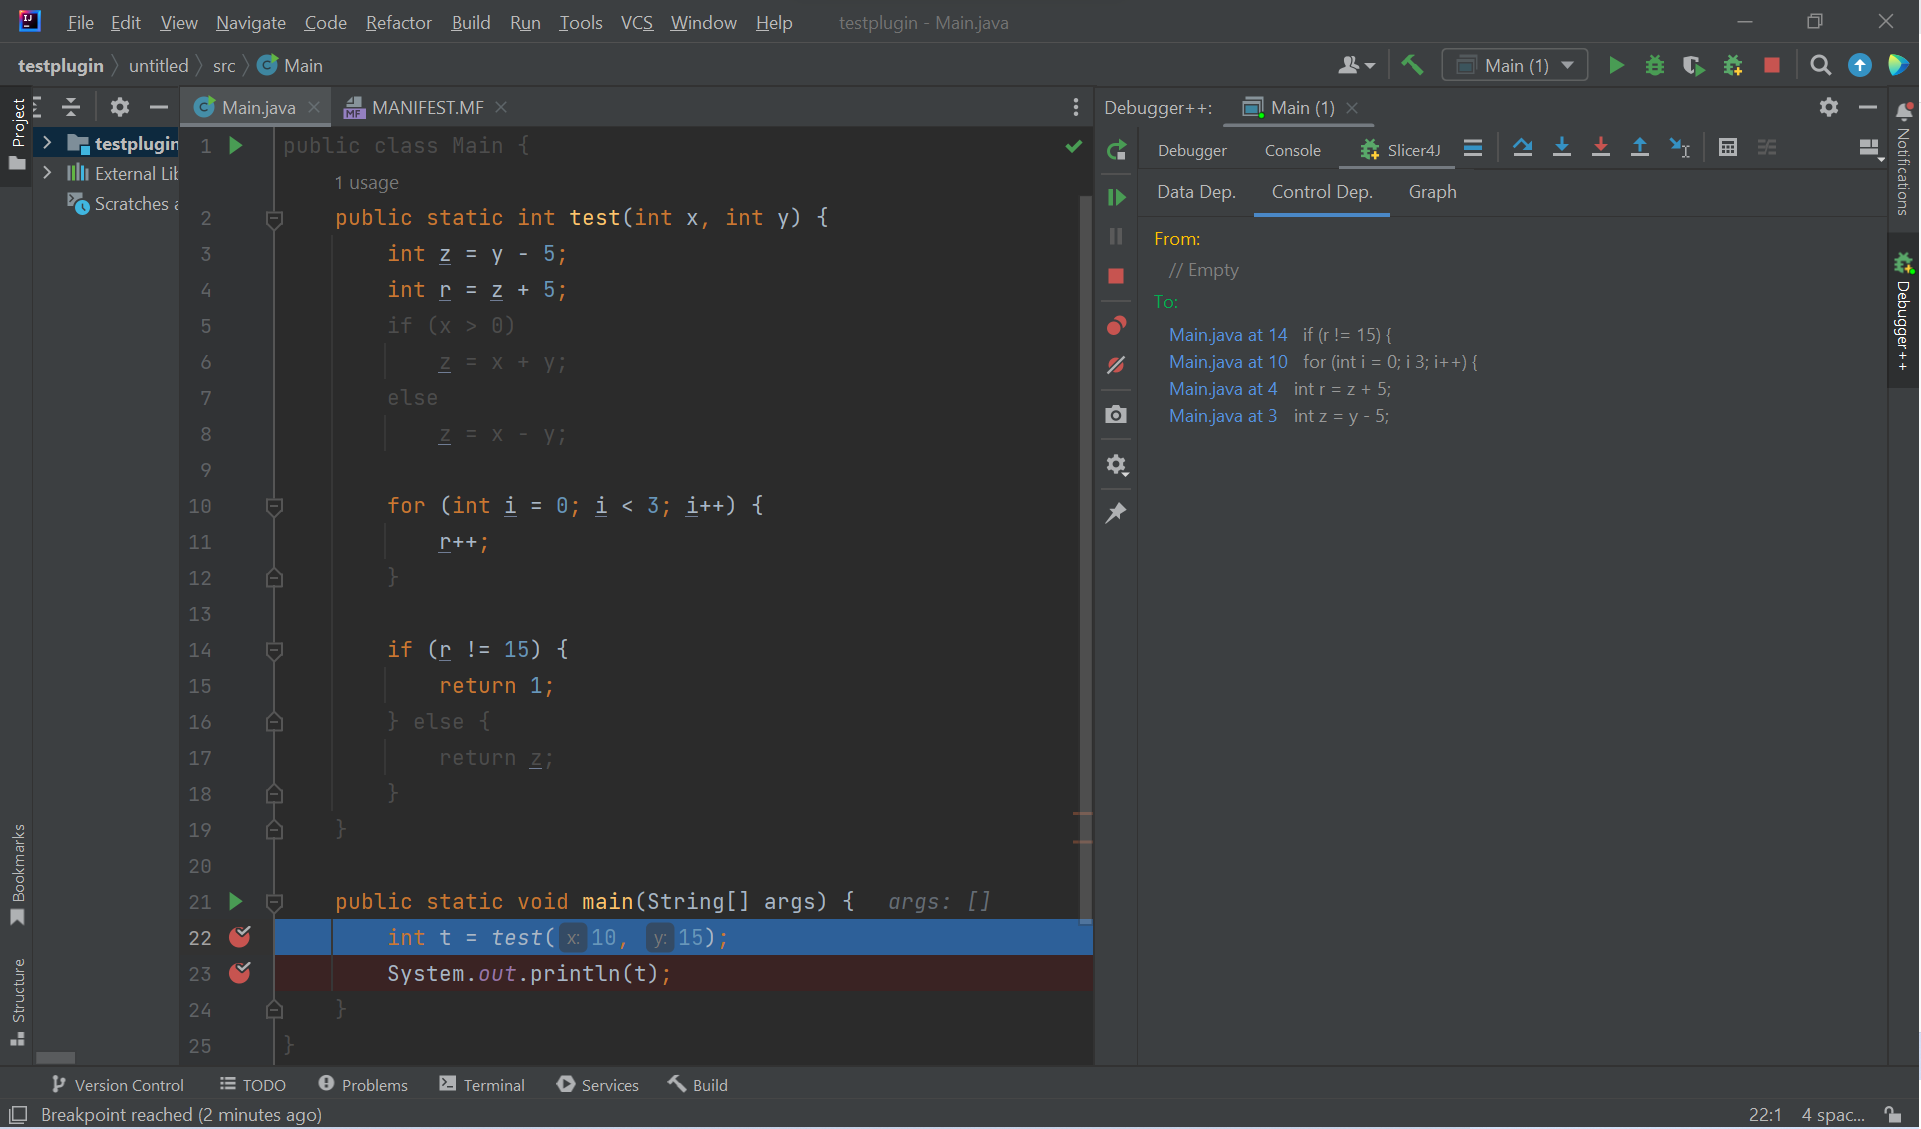 File Edit View Navigate Code Refactor Build Run Tools VCS Window Help testplugin - Main.java
testplugin untitled src Main Main (1)
Project
Main.java MANIFEST.MF
Debugger++: Main (1)
testplugin
External Lib
Scratches a
Debugger Console Slicer4J
Data Dep. Control Dep. Graph
From:
// Empty
To:
Main.java at 14 if (r != 15) {
Main.java at 10 for (int i = 0; i 3; i++) {
Main.java at 4 int r = z + 5;
Main.java at 3 int z = y - 5;
Notifications
Debugger++
1 public class Main {
1 usage
2 public static int test(int x, int y) {
3 int z = y - 5;
4 int r = z + 5;
5 if (x > 0)
6 z = x + y;
7 else
8 z = x - y;
9
10 for (int i = 0; i < 3; i++) {
11 r++;
12 }
13
14 if (r != 15) {
15 return 1;
16 } else {
17 return z;
18 }
19 }
20
21 public static void main(String[] args) { args: []
22 int t = test( x: 10, y: 15);
23 System.out.println(t);
24 }
25 }
Bookmarks
Structure
Version Control TODO Problems Terminal Services Build
Breakpoint reached (2 minutes ago) 22:1 4 spac...